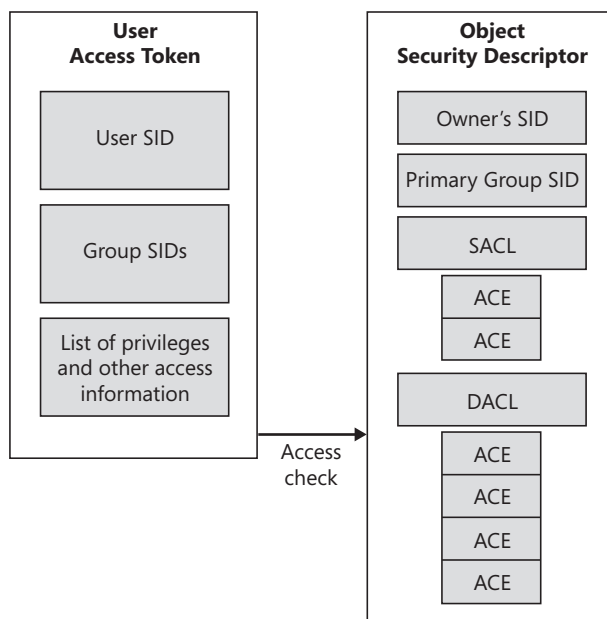 User
Access Token
User SID
Group SIDs
List of privileges
and other access
information
Access
check
Object
Security Descriptor
Owner’s SID
Primary Group SID
SACL
ACE
ACE
DACL
ACE
ACE
ACE
ACE